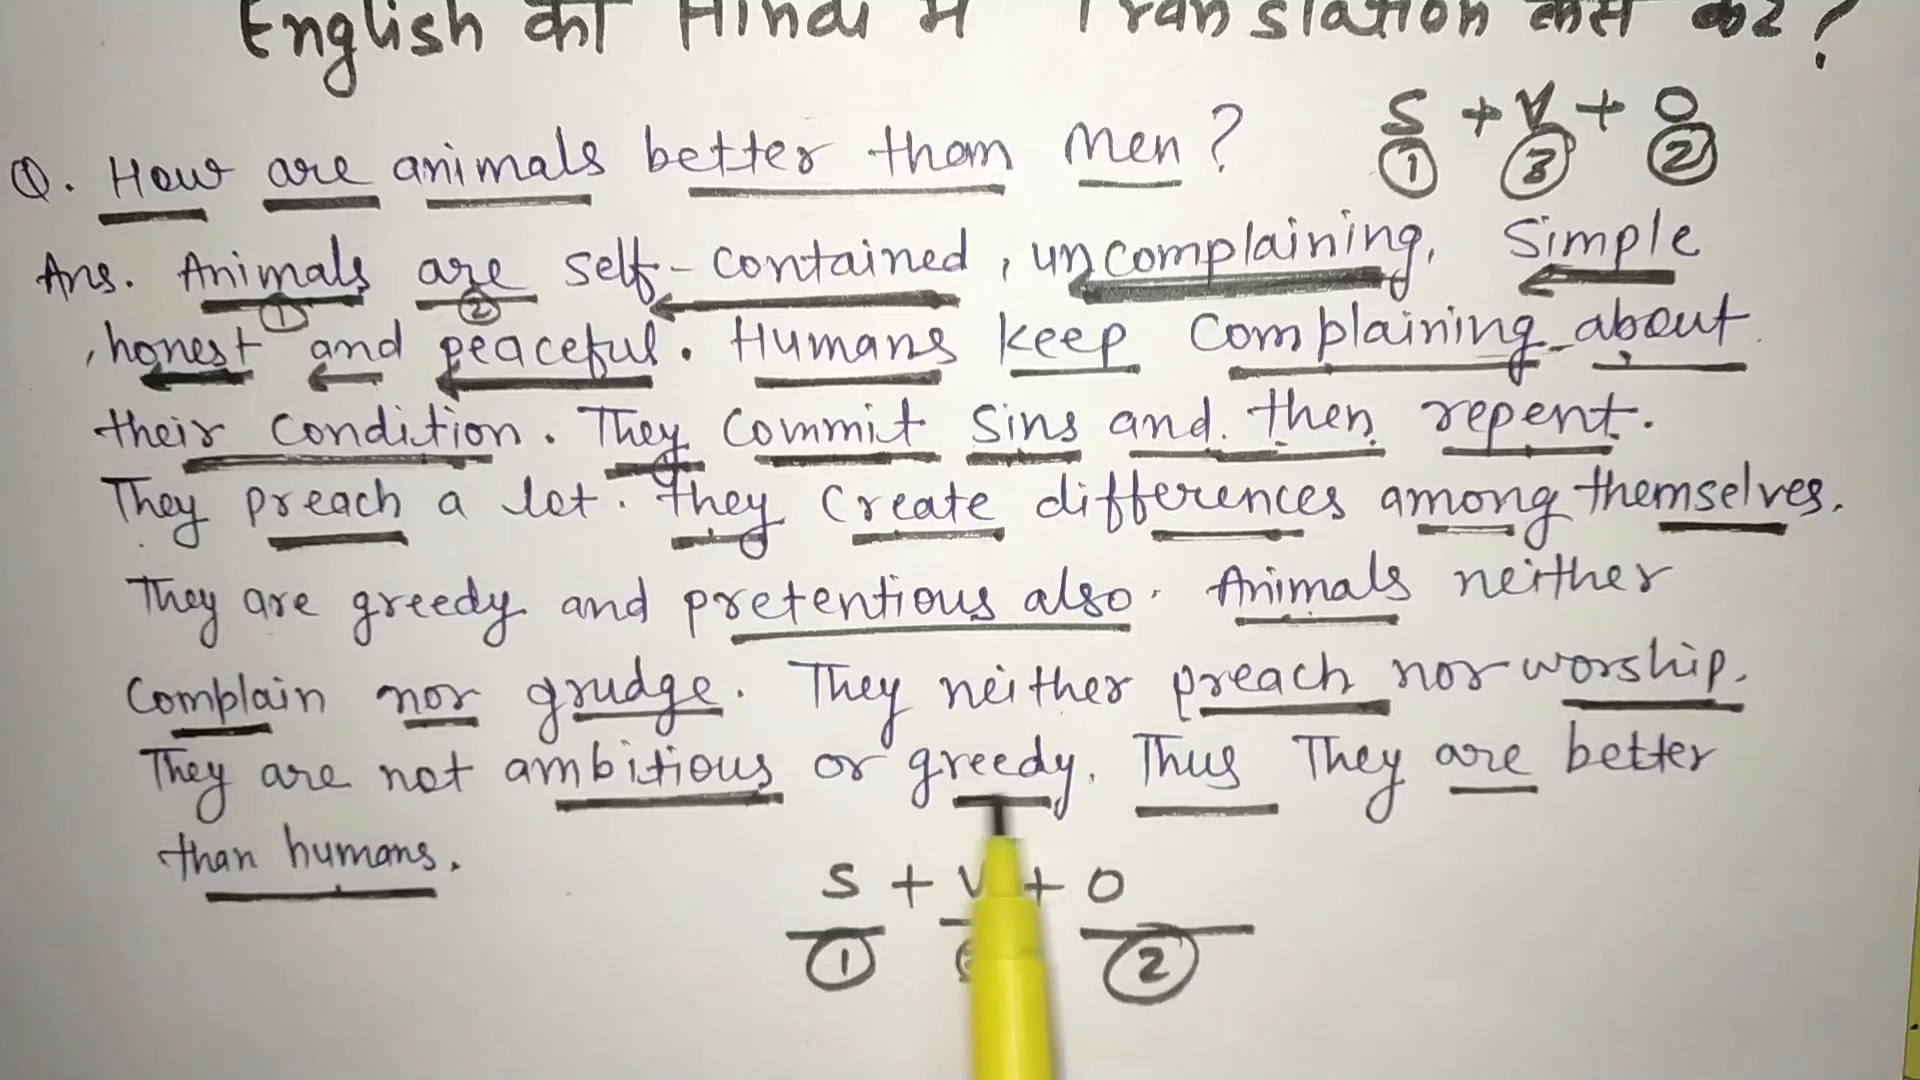 English को Hindi में Translation कैसे करें?
S + V + O
① ③ ②
Q. How are animals better than Men?
Ans. Animals are self-contained, uncomplaining, Simple
① ②
, honest and peaceful. Humans keep Complaining about
their condition. They Commit Sins and then repent.
They preach a lot. They Create differences among themselves.
They are greedy and pretentious also. Animals neither
Complain nor grudge. They neither preach nor worship.
They are not ambitious or greedy. Thus They are better
than humans.
S + V + O
① ②